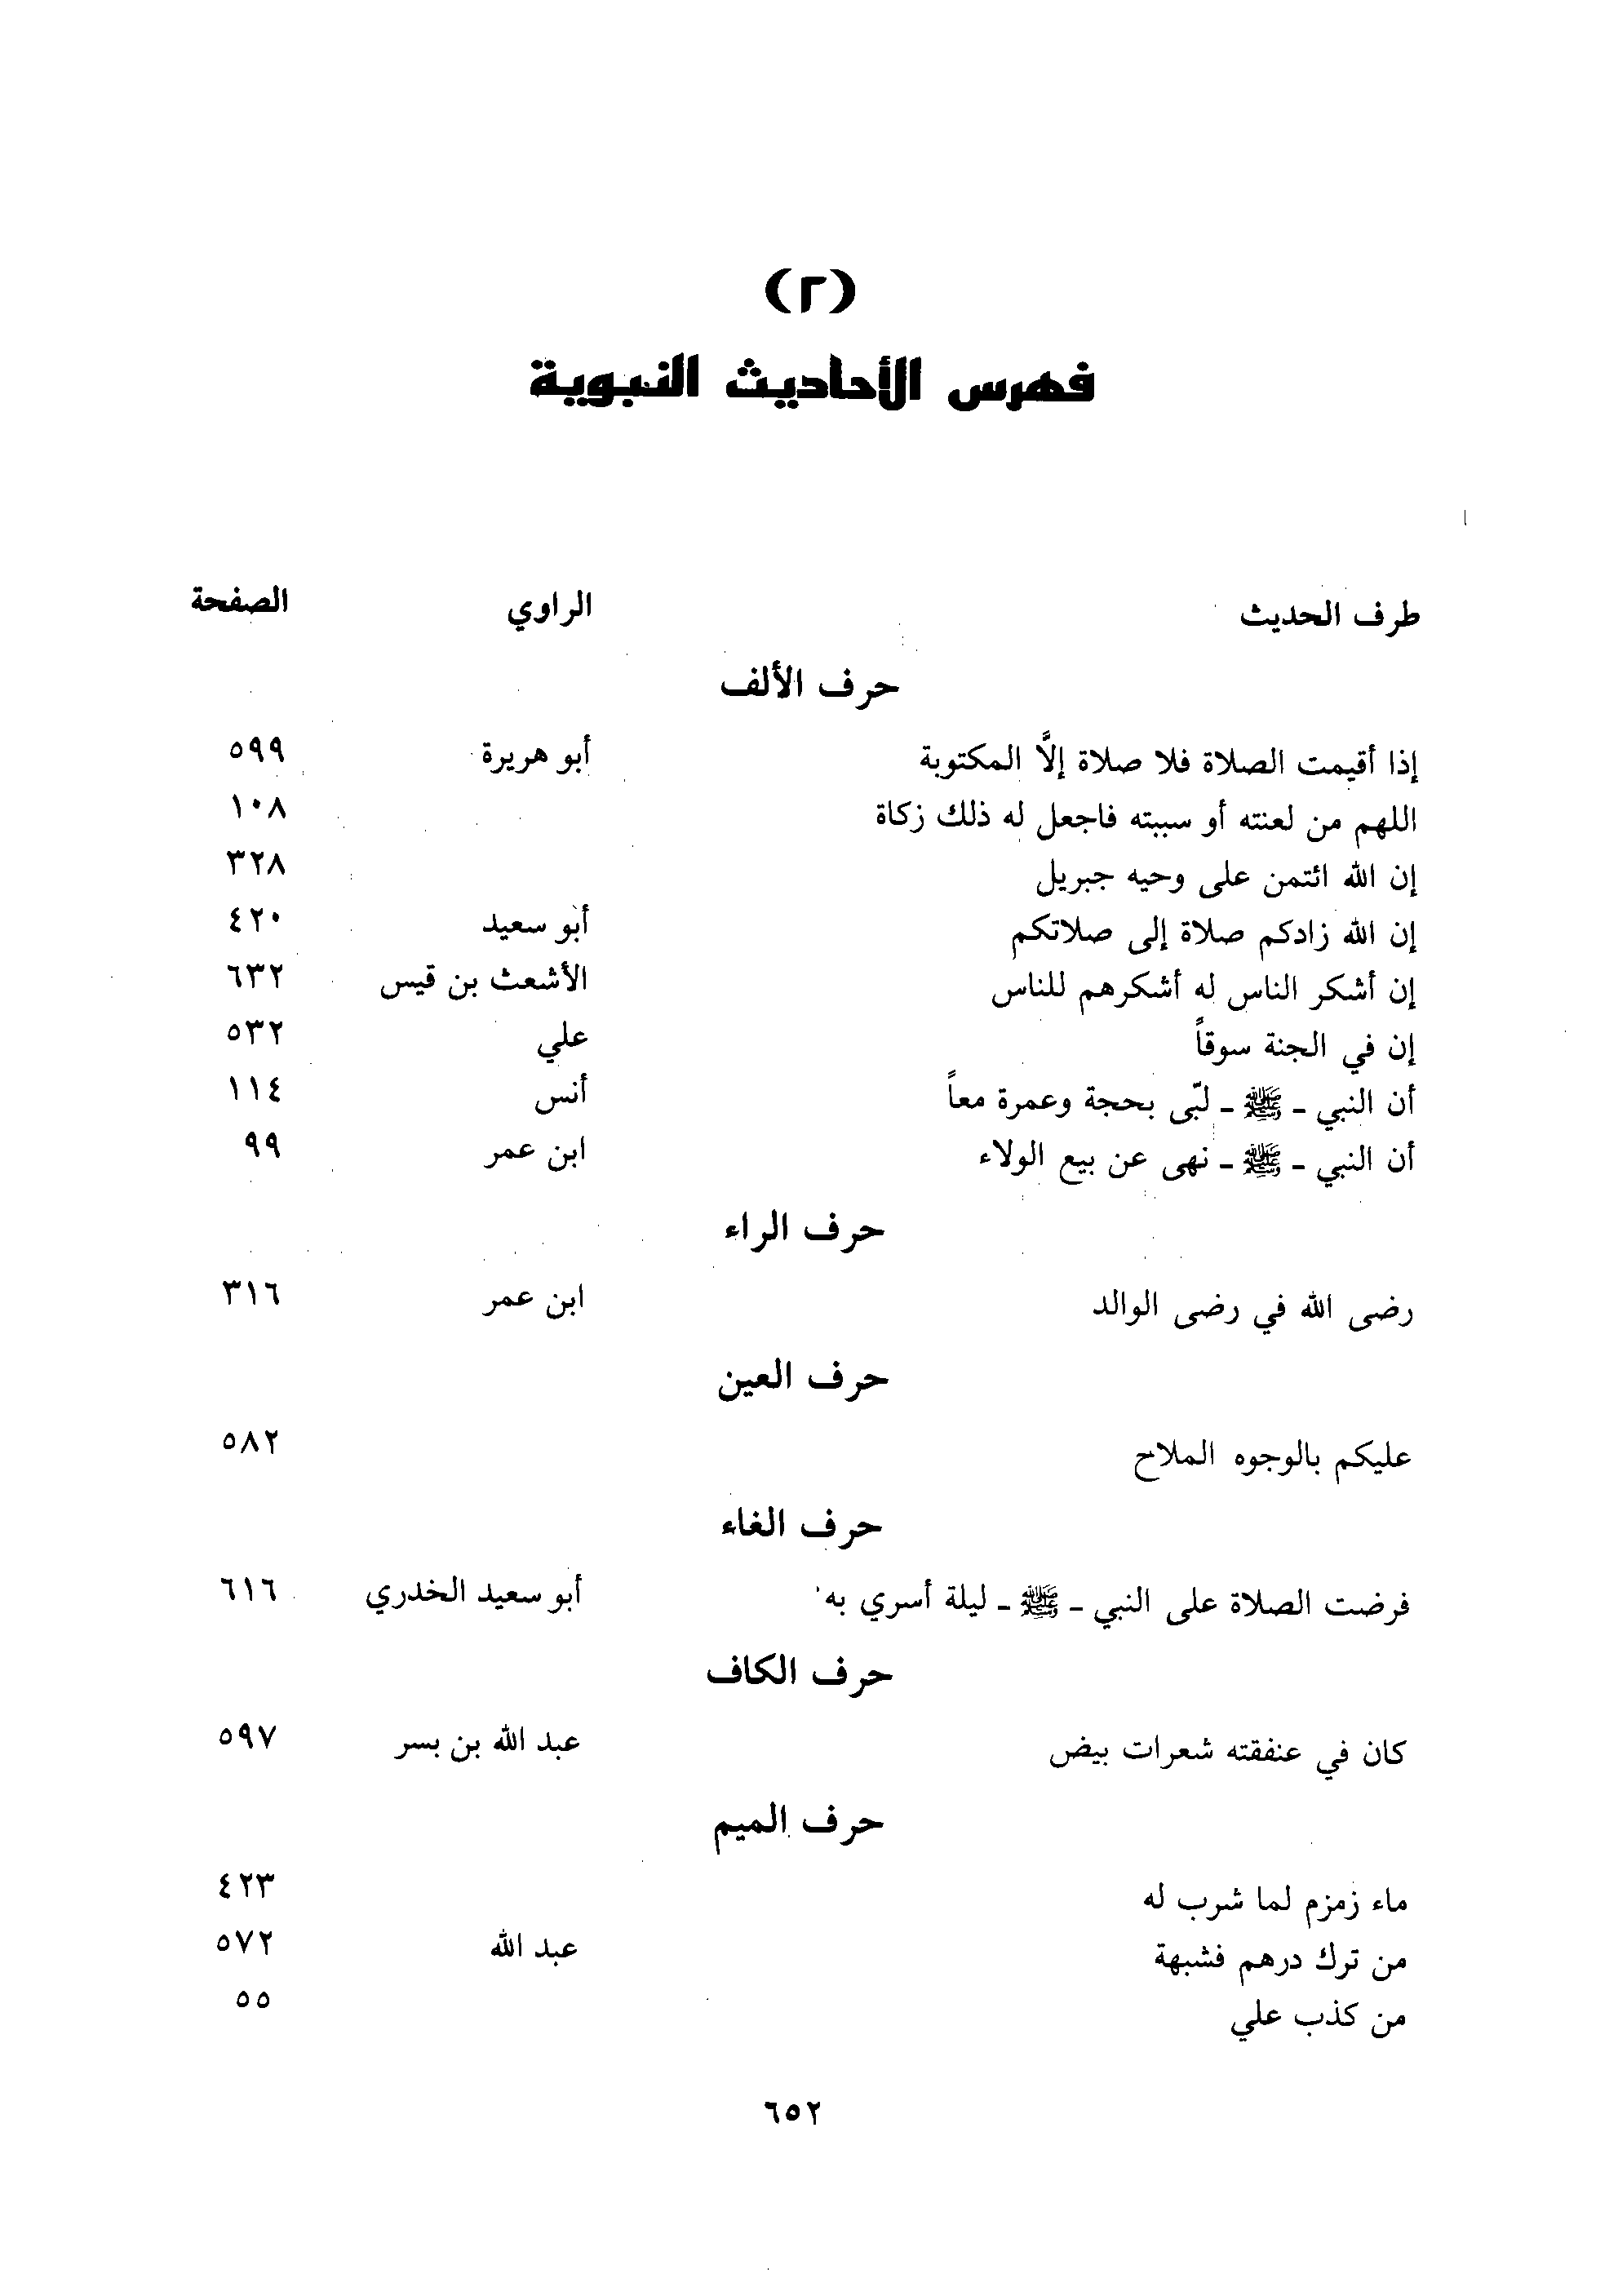 (٢)
فهرس الأحاديث النبوية
طرف الحديث الراوي الصفحة
حرف الألف
إذا أقيمت الصلاة فلا صلاة إلَّا المكتوبة أبو هريرة ٥٩٩
اللهم من لعنته أو سببته فاجعل له ذلك زكاة ١٠٨
إن الله ائتمن على وحيه جبريل ٣٢٨
إن الله زادكم صلاة إلى صلاتكم أبو سعيد ٤٢٠
إن أشكر الناس له أشكرهم للناس الأشعث بن قيس ٦٣٢
إن في الجنة سوقاً علي ٥٣٢
أن النبي - ﷺ - لبّى بحجة وعمرة معاً أنس ١١٤
أن النبي - ﷺ - نهى عن بيع الولاء ابن عمر ٩٩
حرف الراء
رضى الله في رضى الوالد ابن عمر ٣١٦
حرف العين
عليكم بالوجوه الملاح ٥٨٢
حرف الغاء
فرضت الصلاة على النبي - ﷺ - ليلة أسري به أبو سعيد الخدري ٦١٦
حرف الكاف
كان في عنفقته شعرات بيض عبد الله بن بسر ٥٩٧
حرف الميم
ماء زمزم لما شرب له ٤٢٣
من ترك درهم فشبهة عبد الله ٥٧٢
من كذب علي ٥٥
٦٥٢